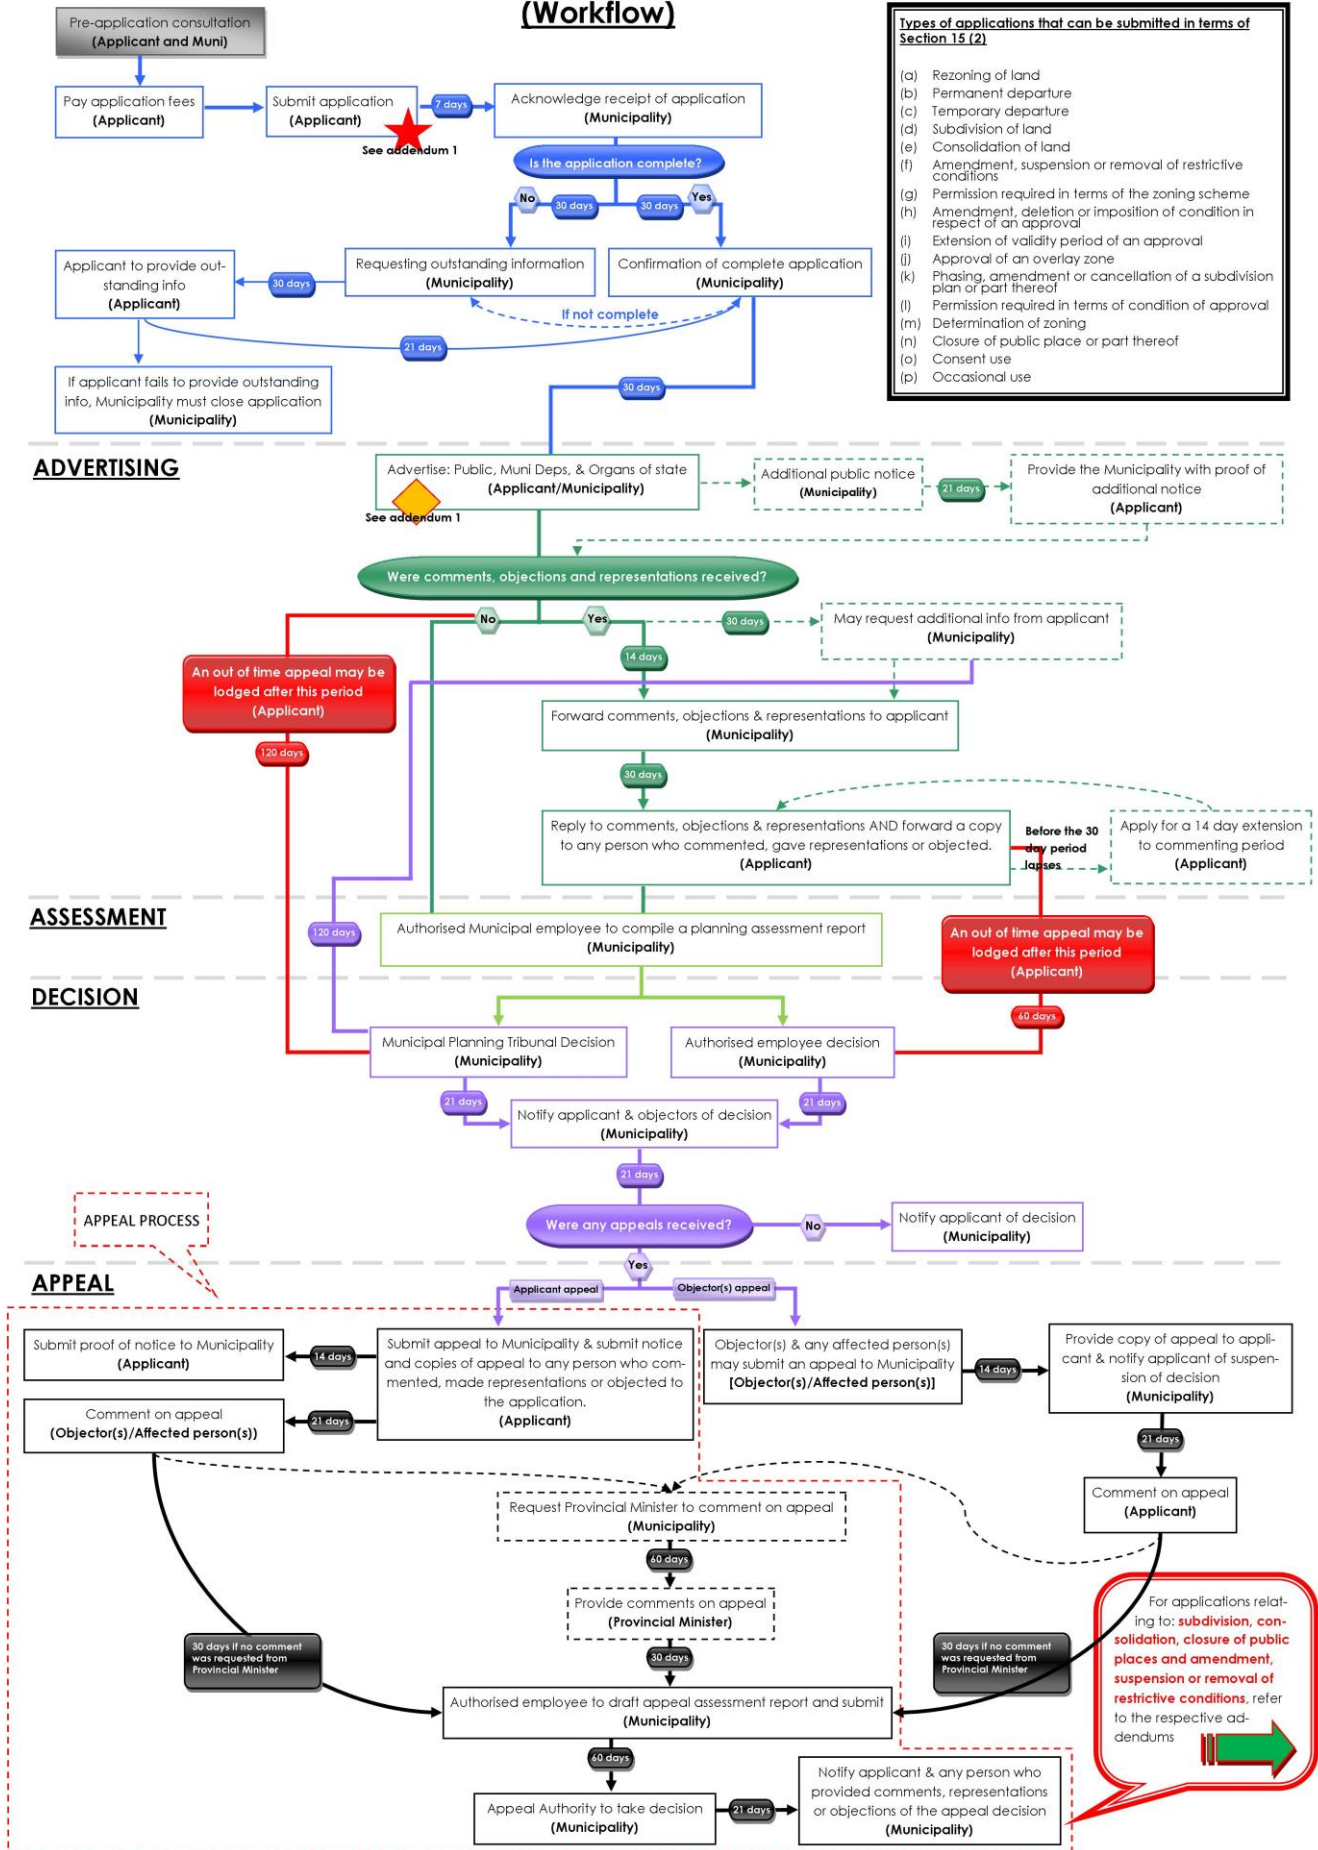 (Workflow)
Pre-application consultation
(Applicant and Muni)
Pay application fees
(Applicant)
Submit application
(Applicant)
See addendum 1
7 days
Acknowledge receipt of application
(Municipality)
Is the application complete?
No
30 days
30 days
Yes
Requesting outstanding information
(Municipality)
Confirmation of complete application
(Municipality)
If not complete
30 days
Applicant to provide out-
standing info
(Applicant)
21 days
If applicant fails to provide outstanding
info, Municipality must close application
(Municipality)
30 days
Types of applications that can be submitted in terms of
Section 15 (2)
(a) Rezoning of land
(b) Permanent departure
(c) Temporary departure
(d) Subdivision of land
(e) Consolidation of land
(f) Amendment, suspension or removal of restrictive
conditions
(g) Permission required in terms of the zoning scheme
(h) Amendment, deletion or imposition of condition in
respect of an approval
(i) Extension of validity period of an approval
(j) Approval of an overlay zone
(k) Phasing, amendment or cancellation of a subdivision
plan or part thereof
(l) Permission required in terms of condition of approval
(m) Determination of zoning
(n) Closure of public place or part thereof
(o) Consent use
(p) Occasional use
ADVERTISING
Advertise: Public, Muni Deps, & Organs of state
(Applicant/Municipality)
See addendum 1
Additional public notice
(Municipality)
21 days
Provide the Municipality with proof of
additional notice
(Applicant)
Were comments, objections and representations received?
No
Yes
30 days
May request additional info from applicant
(Municipality)
14 days
An out of time appeal may be
lodged after this period
(Applicant)
120 days
Forward comments, objections & representations to applicant
(Municipality)
30 days
Reply to comments, objections & representations AND forward a copy
to any person who commented, gave representations or objected.
(Applicant)
Before the 30
day period
lapses
Apply for a 14 day extension
to commenting period
(Applicant)
ASSESSMENT
120 days
Authorised Municipal employee to compile a planning assessment report
(Municipality)
An out of time appeal may be
lodged after this period
(Applicant)
60 days
DECISION
Municipal Planning Tribunal Decision
(Municipality)
Authorised employee decision
(Municipality)
21 days
21 days
Notify applicant & objectors of decision
(Municipality)
21 days
Were any appeals received?
No
Notify applicant of decision
(Municipality)
Yes
APPEAL PROCESS
APPEAL
Applicant appeal
Objector(s) appeal
Submit proof of notice to Municipality
(Applicant)
14 days
Submit appeal to Municipality & submit notice
and copies of appeal to any person who com-
mented, made representations or objected to
the application.
(Applicant)
Objector(s) & any affected person(s)
may submit an appeal to Municipality
[Objector(s)/Affected person(s)]
14 days
Provide copy of appeal to appli-
cant & notify applicant of suspen-
sion of decision
(Municipality)
Comment on appeal
(Objector(s)/Affected person(s))
21 days
21 days
Comment on appeal
(Applicant)
Request Provincial Minister to comment on appeal
(Municipality)
60 days
Provide comments on appeal
(Provincial Minister)
30 days
30 days if no comment
was requested from
Provincial Minister
30 days if no comment
was requested from
Provincial Minister
For applications relat-
ing to: subdivision, con-
solidation, closure of public
places and amendment,
suspension or removal of
restrictive conditions, refer
to the respective ad-
dendums
Authorised employee to draft appeal assessment report and submit
(Municipality)
60 days
Appeal Authority to take decision
(Municipality)
21 days
Notify applicant & any person who
provided comments, representations
or objections of the appeal decision
(Municipality)